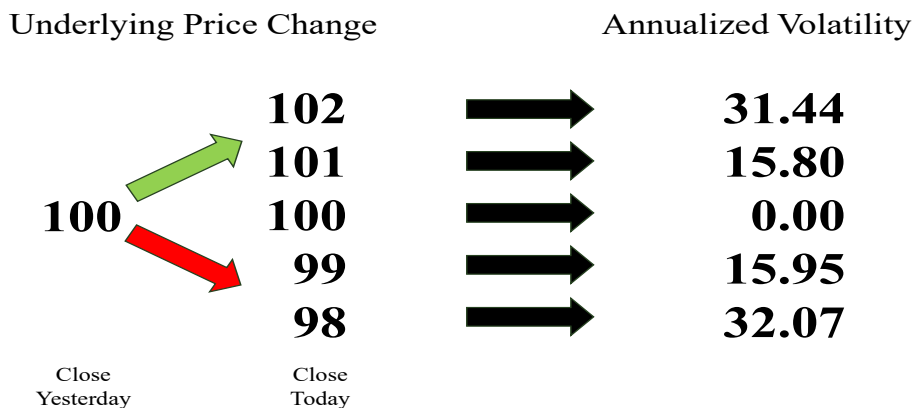 Underlying Price Change Annualized Volatility
102 31.44
101 15.80
100 100 0.00
99 15.95
98 32.07
Close Close
Yesterday Today